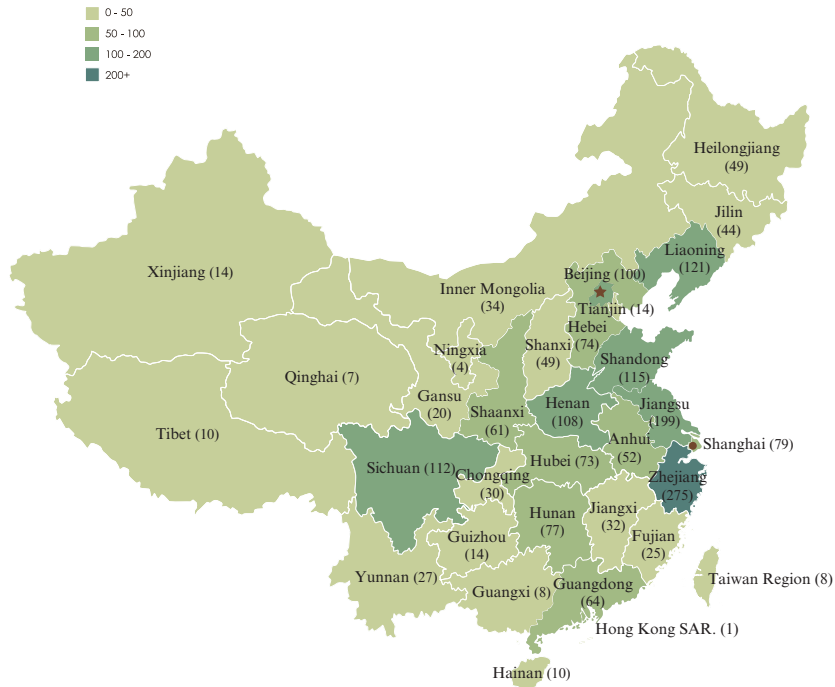 0 - 50
50 - 100
100 - 200
200+
Heilongjiang
(49)
Jilin
(44)
Liaoning
(121)
Beijing (100)
Xinjiang (14)
Inner Mongolia
(34)
Tianjin (14)
Hebei
(74)
Shanxi
(49)
Ningxia
(4)
Shandong
(115)
Qinghai (7)
Gansu
(20)
Shaanxi
(61)
Henan
(108)
Jiangsu
(199)
Tibet (10)
Anhui
(52)
Shanghai (79)
Sichuan (112)
Chongqing
(30)
Hubei (73)
Zhejiang
(275)
Hunan
(77)
Jiangxi
(32)
Guizhou
(14)
Fujian
(25)
Yunnan (27)
Guangxi (8)
Guangdong
(64)
Taiwan Region (8)
Hong Kong SAR. (1)
Hainan (10)